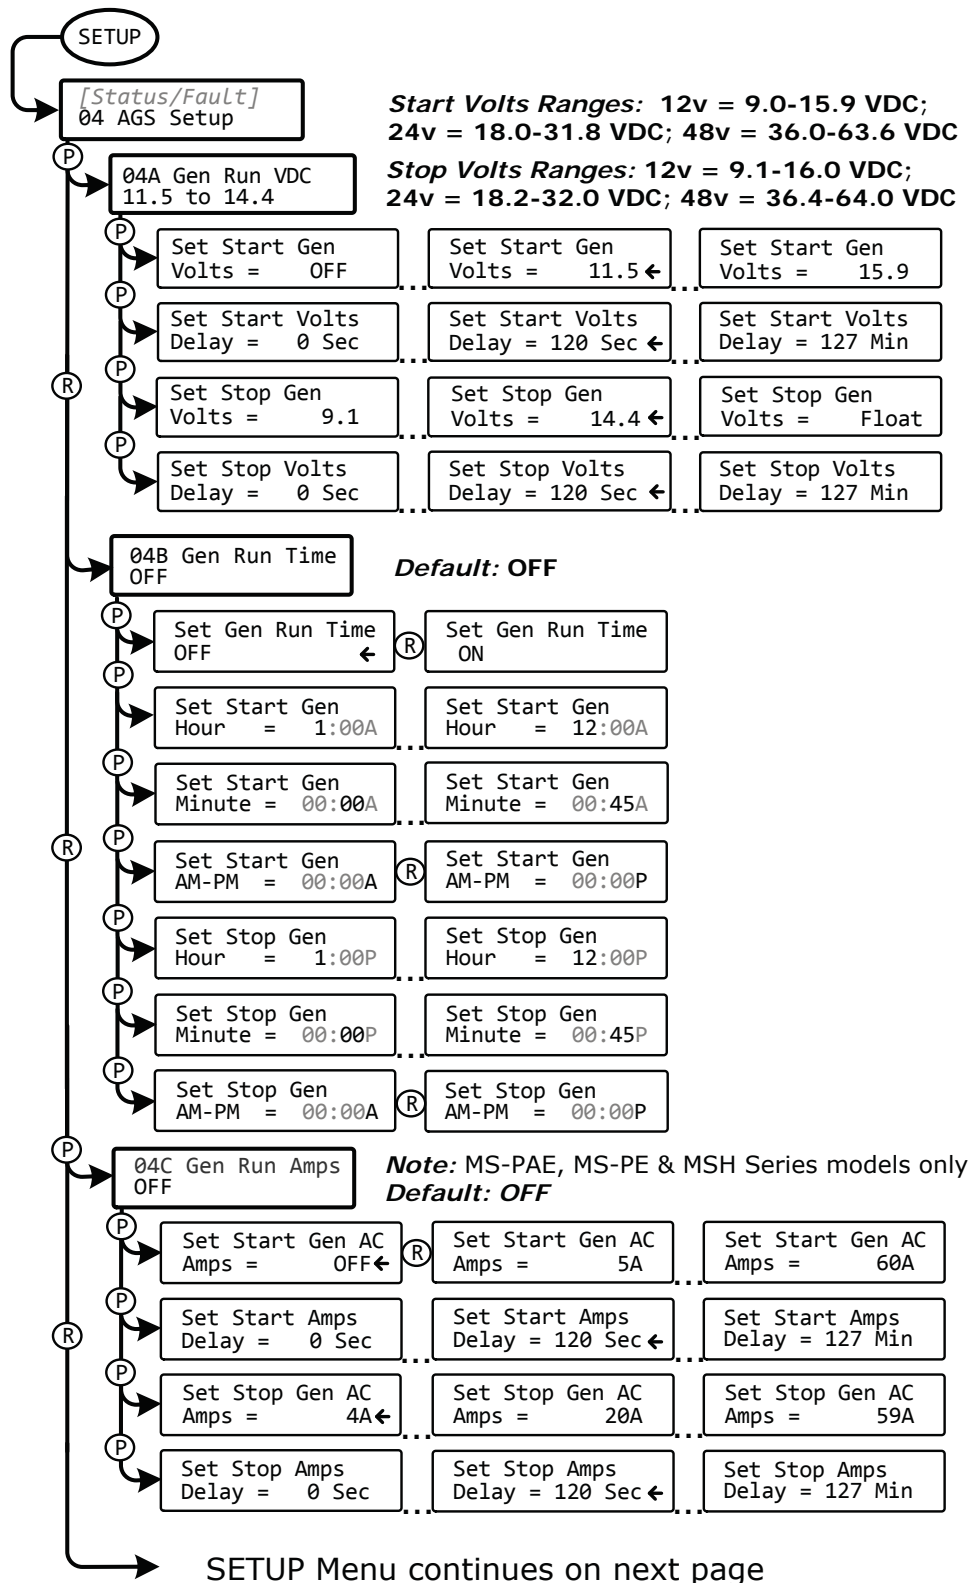 SETUP
[Status/Fault]
04 AGS Setup
Start Volts Ranges: 12v = 9.0-15.9 VDC;
24v = 18.0-31.8 VDC; 48v = 36.0-63.6 VDC
P
04A Gen Run VDC
11.5 to 14.4
Stop Volts Ranges: 12v = 9.1-16.0 VDC;
24v = 18.2-32.0 VDC; 48v = 36.4-64.0 VDC
P
Set Start Gen
Volts = OFF
...
Set Start Gen
Volts = 11.5 ←
...
Set Start Gen
Volts = 15.9
P
Set Start Volts
Delay = 0 Sec
...
Set Start Volts
Delay = 120 Sec ←
...
Set Start Volts
Delay = 127 Min
R
P
Set Stop Gen
Volts = 9.1
...
Set Stop Gen
Volts = 14.4 ←
...
Set Stop Gen
Volts = Float
P
Set Stop Volts
Delay = 0 Sec
...
Set Stop Volts
Delay = 120 Sec ←
...
Set Stop Volts
Delay = 127 Min
04B Gen Run Time
OFF
Default: OFF
P
Set Gen Run Time
OFF ←
R
Set Gen Run Time
ON
P
Set Start Gen
Hour = 1:00A
...
Set Start Gen
Hour = 12:00A
P
Set Start Gen
Minute = 00:00A
...
Set Start Gen
Minute = 00:45A
R
P
Set Start Gen
AM-PM = 00:00A
R
Set Start Gen
AM-PM = 00:00P
P
Set Stop Gen
Hour = 1:00P
...
Set Stop Gen
Hour = 12:00P
P
Set Stop Gen
Minute = 00:00P
...
Set Stop Gen
Minute = 00:45P
P
Set Stop Gen
AM-PM = 00:00A
R
Set Stop Gen
AM-PM = 00:00P
P
04C Gen Run Amps
OFF
Note: MS-PAE, MS-PE & MSH Series models only
Default: OFF
P
Set Start Gen AC
Amps = OFF←
R
Set Start Gen AC
Amps = 5A
...
Set Start Gen AC
Amps = 60A
P
R
Set Start Amps
Delay = 0 Sec
...
Set Start Amps
Delay = 120 Sec←
...
Set Start Amps
Delay = 127 Min
P
Set Stop Gen AC
Amps = 4A←
...
Set Stop Gen AC
Amps = 20A
...
Set Stop Gen AC
Amps = 59A
P
Set Stop Amps
Delay = 0 Sec
...
Set Stop Amps
Delay = 120 Sec←
...
Set Stop Amps
Delay = 127 Min
SETUP Menu continues on next page